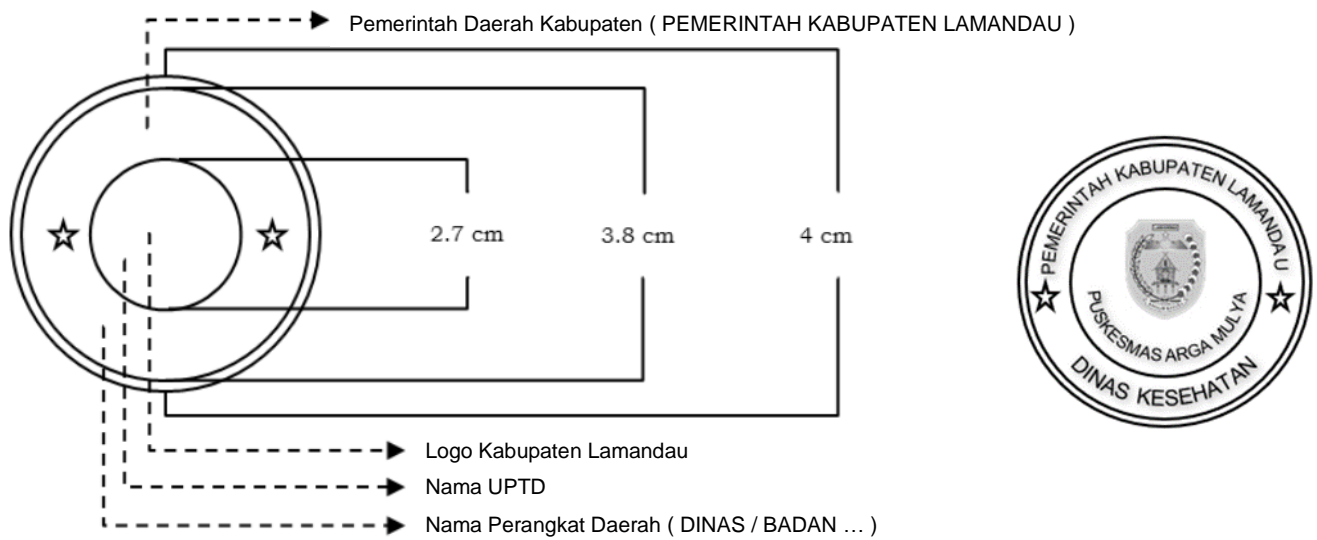 Pemerintah Daerah Kabupaten ( PEMERINTAH KABUPATEN LAMANDAU )
2.7 cm
3.8 cm
4 cm
Logo Kabupaten Lamandau
Nama UPTD
Nama Perangkat Daerah ( DINAS / BADAN … )
PEMERINTAH KABUPATEN LAMANDAU
PUSKESMAS ARGA MULYA
DINAS KESEHATAN